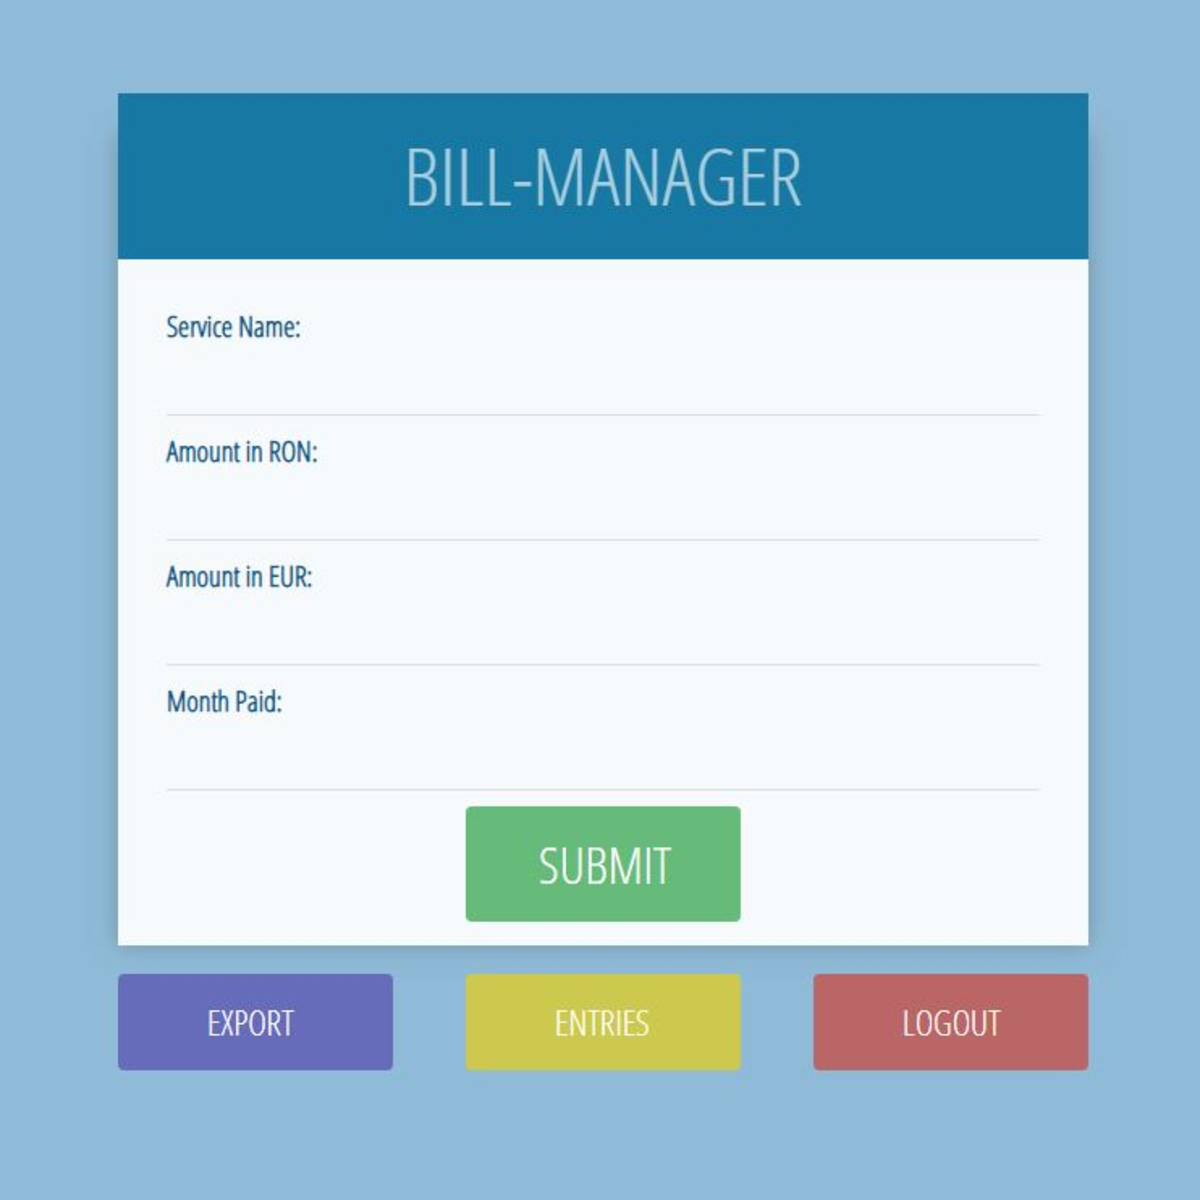 BILL-MANAGER
Service Name:
Amount in RON:
Amount in EUR:
Month Paid:
SUBMIT
EXPORT
ENTRIES
LOGOUT